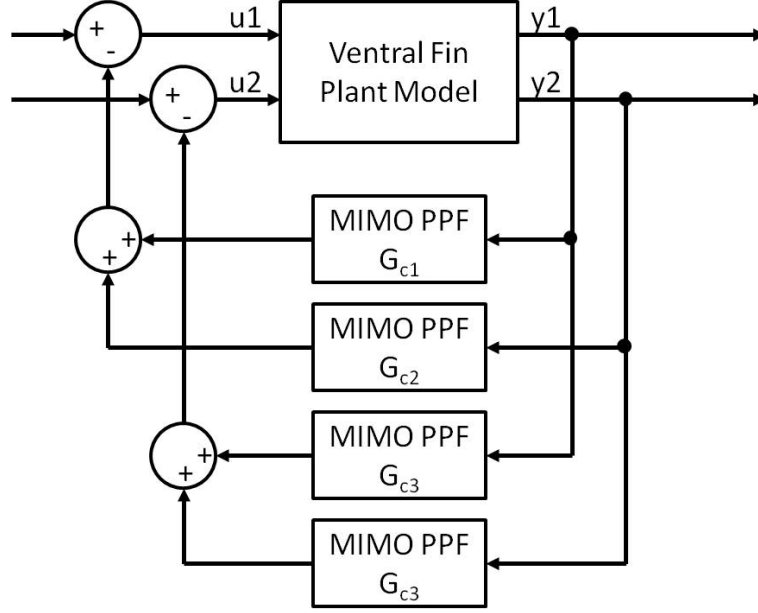 + - u1 Ventral Fin y1
Plant Model
+ - u2 y2
MIMO PPF
Gc1
+ +
MIMO PPF
Gc2
MIMO PPF
Gc3
+ +
MIMO PPF
Gc3